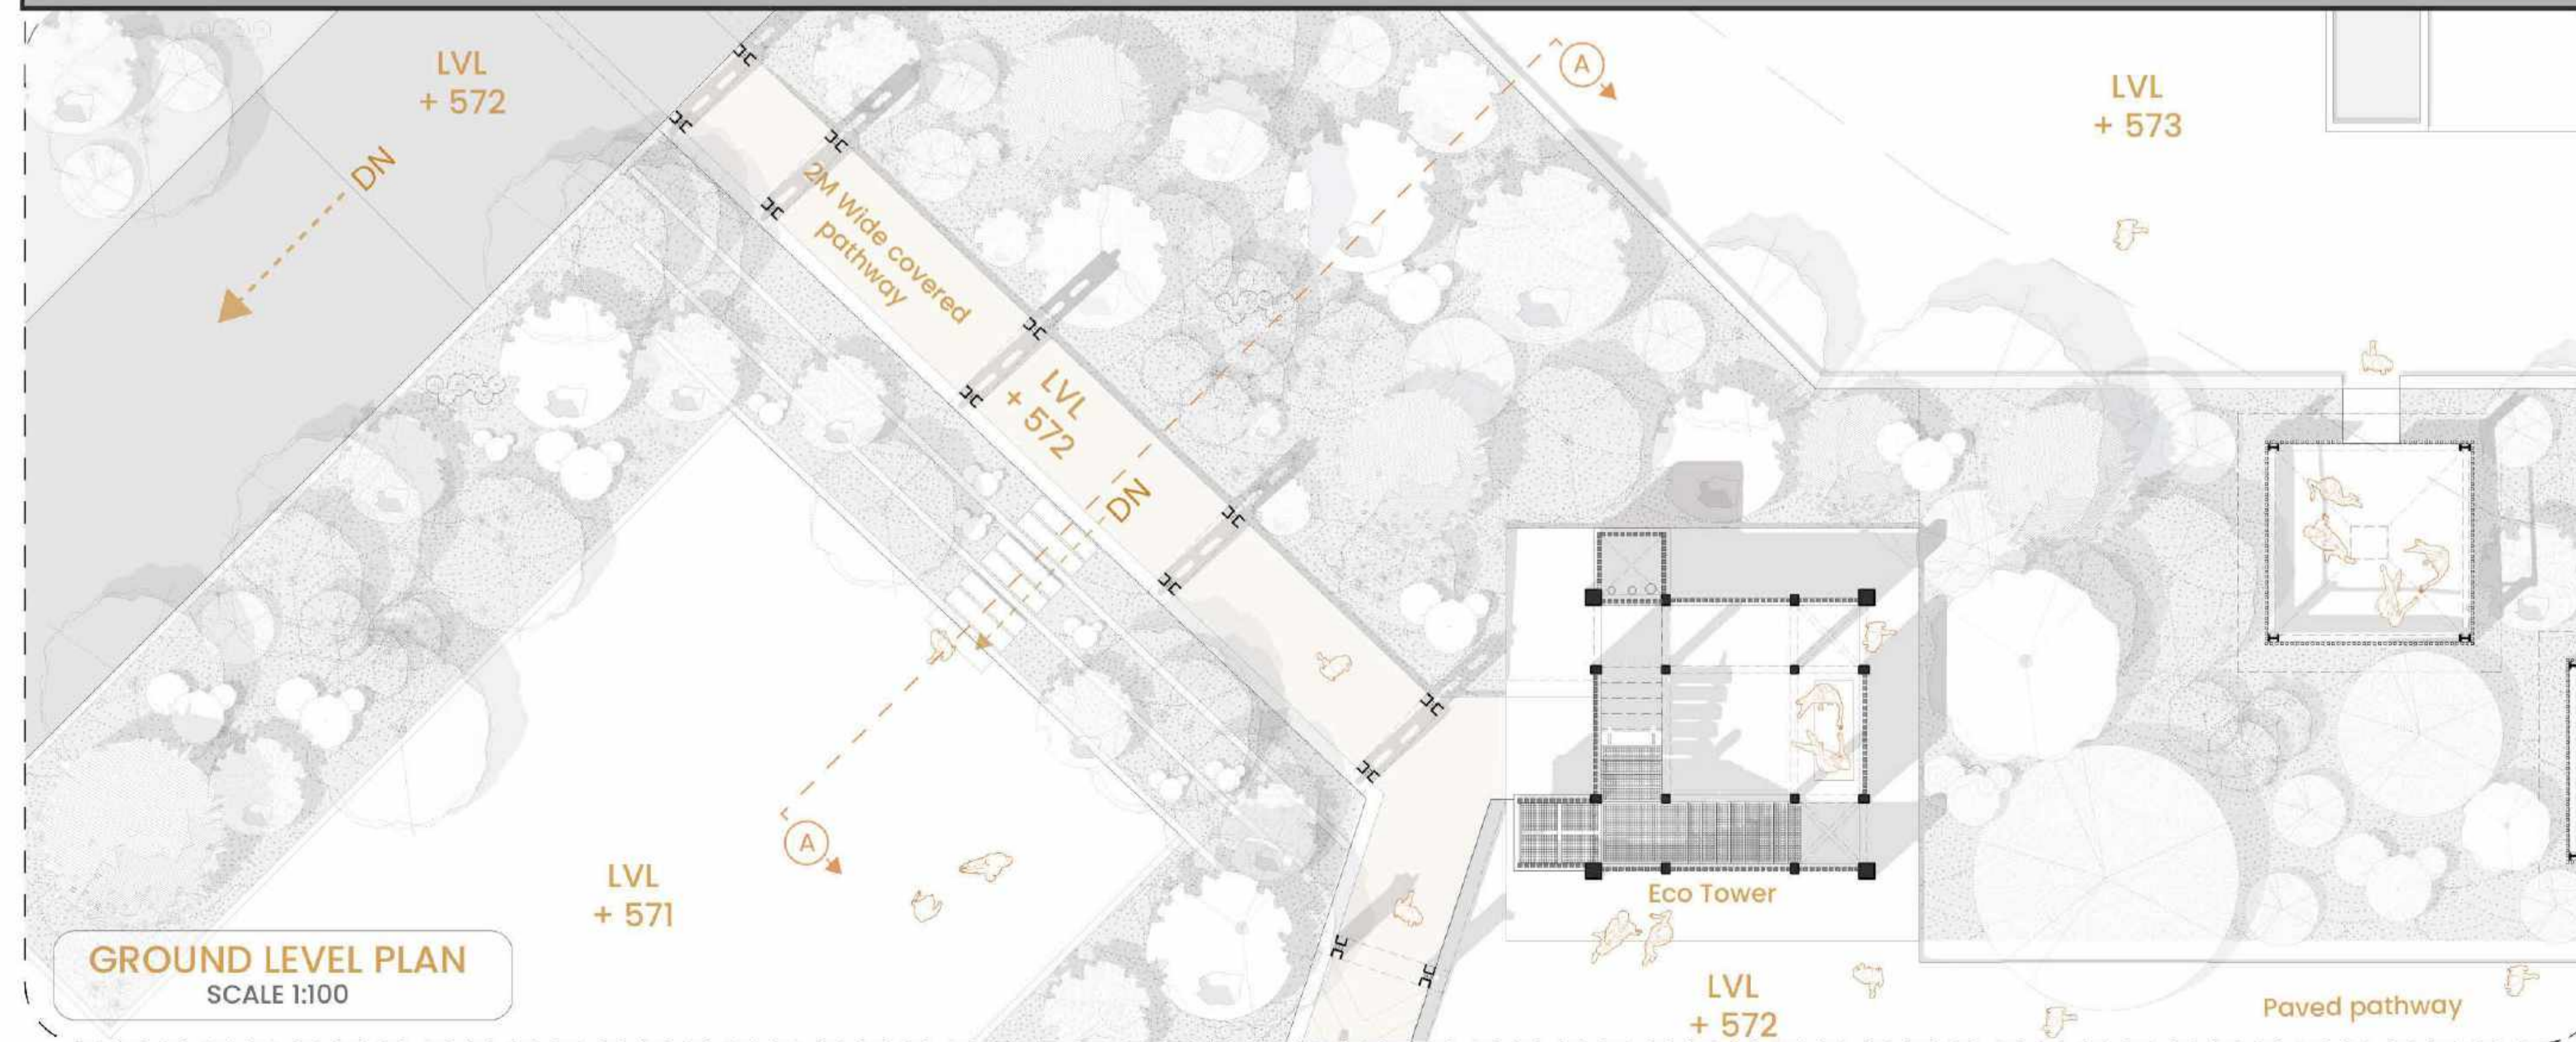 LVL
+ 572
DN
2M Wide covered
pathway
A
LVL
+ 573
LVL
+ 572
DN
A
LVL
+ 571
Eco Tower
LVL
+ 572
Paved pathway
GROUND LEVEL PLAN
SCALE 1:100